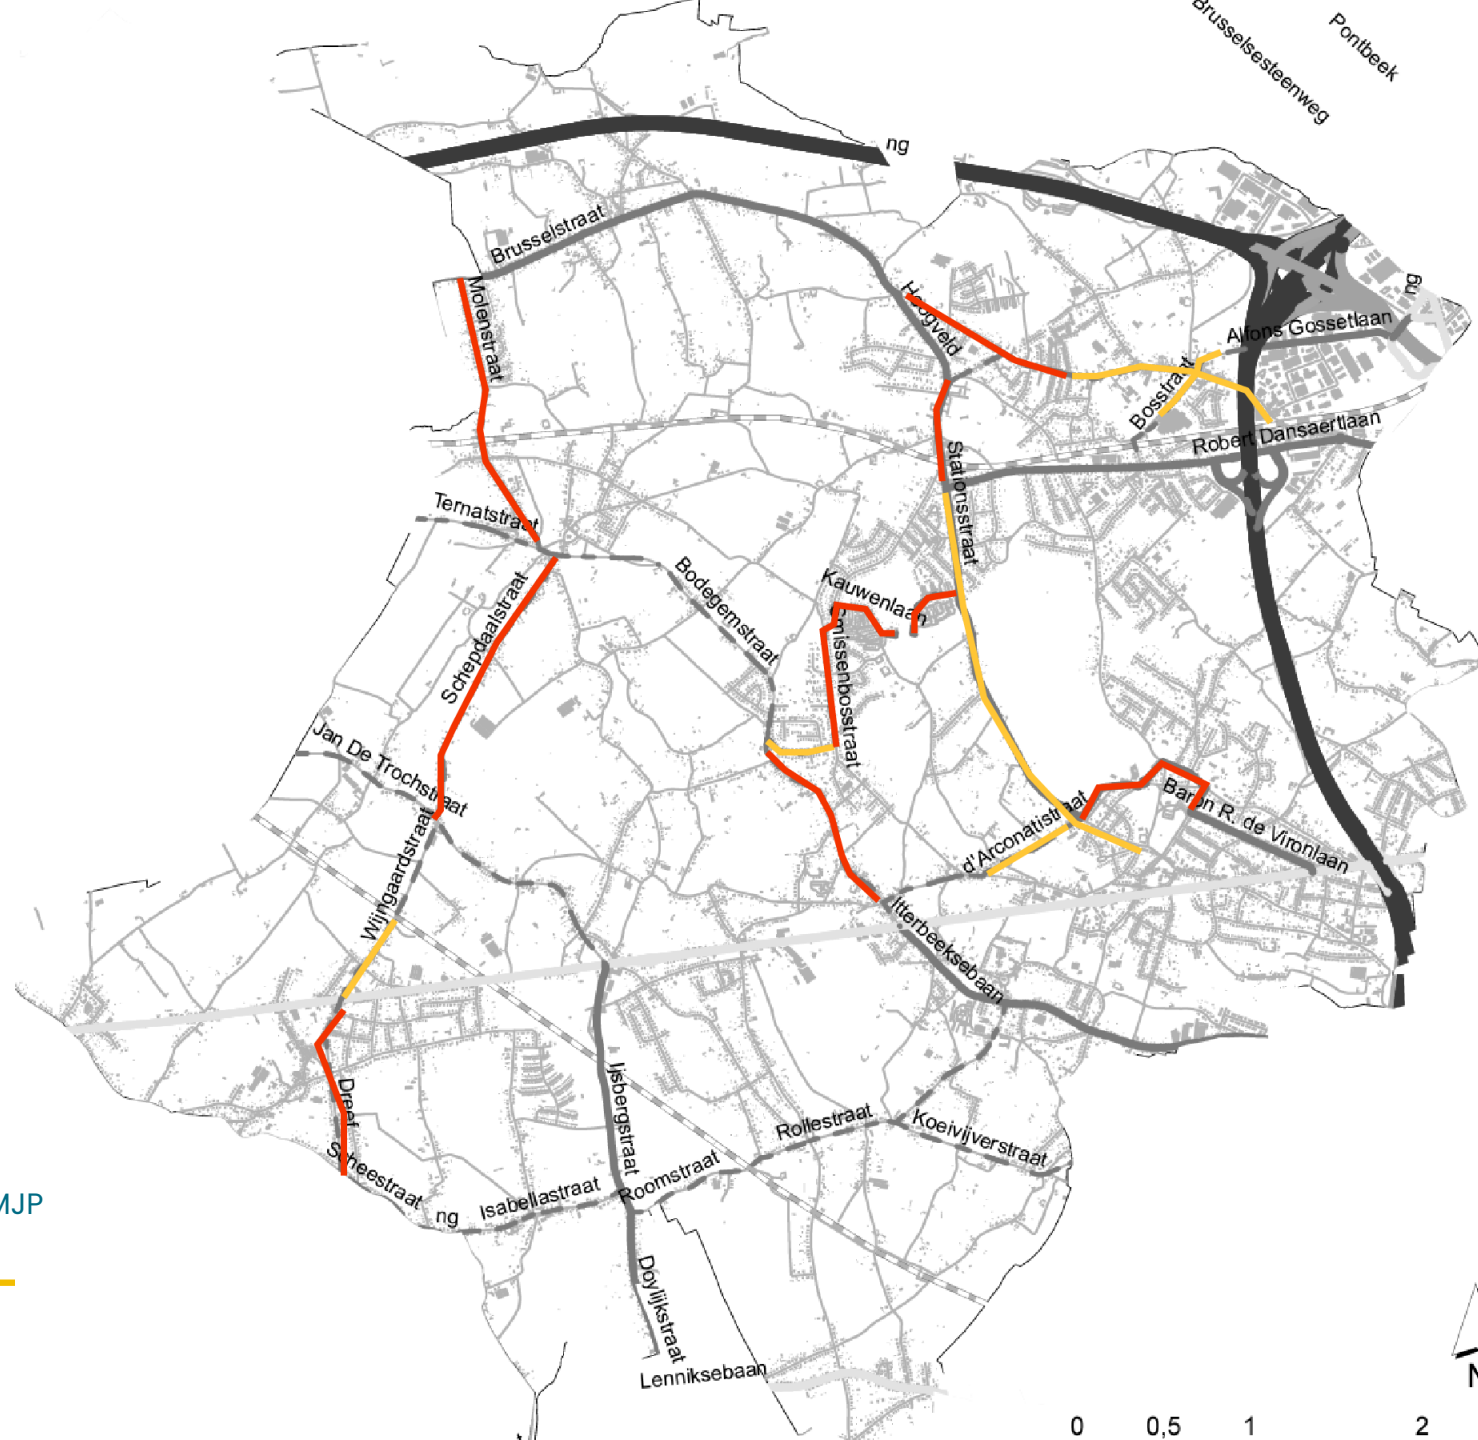 Brusselsesteenweg
Pontbeek
ng
Brusselstraat
Molenstraat
Hoogveld
ng
Alfons Gossetlaan
Bosstraat
Robert Dansaertlaan
Stationsstraat
Ternatstraat
Bodegemstraat
Kauwenlaan
Smissenbosstraat
Schepdaalstraat
Jan De Trochstraat
Wijngaardstraat
d'Arconatistraat
Baron R. de Vironlaan
Itterbeeksebaan
Dreef
Scheestraat
ng
Isabellastraat
Ijsbergstraat
Roomstraat
Rollestraat
Koeivijverstraat
MJP
Doylijkstraat
Lenniksebaan
N
0 0,5 1 2